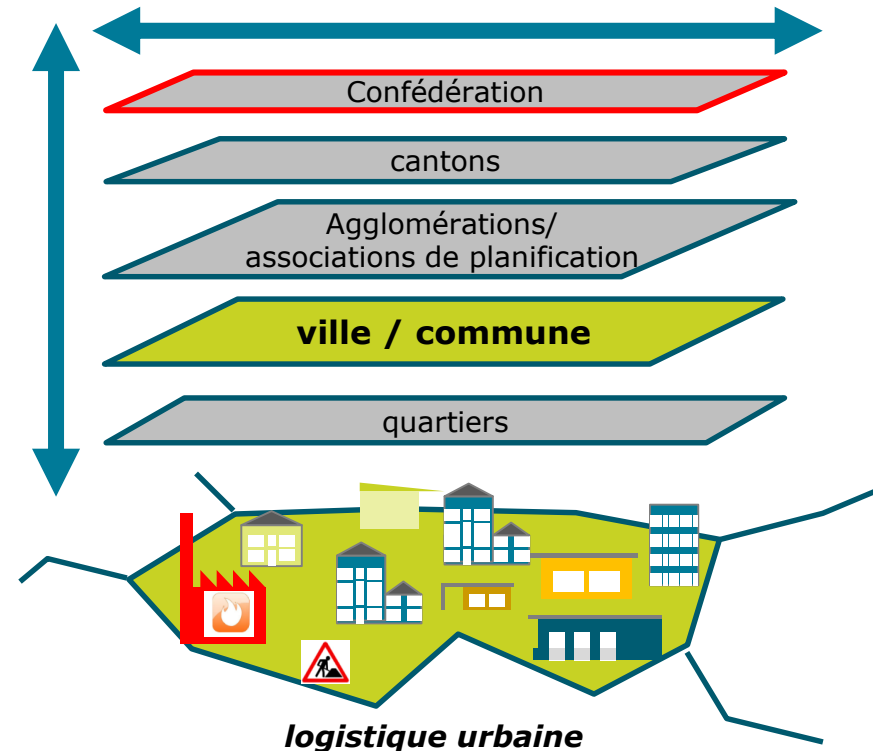 Confédération
cantons
Agglomérations/
associations de planification
ville / commune
quartiers
logistique urbaine